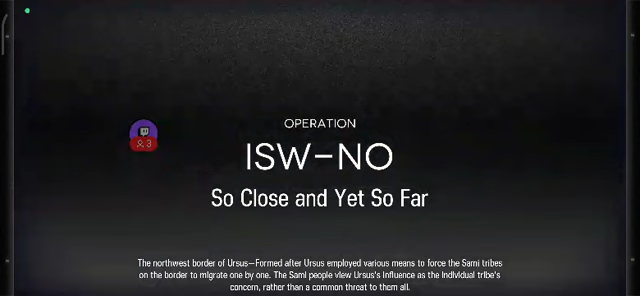 OPERATION
ISW-NO
So Close and Yet So Far
3
The northwest border of Ursus—Formed after Ursus employed various means to force the Sami tribes
on the border to migrate one by one. The Sami people view Ursus's influence as the individual tribe's
concern, rather than a common threat to them all.